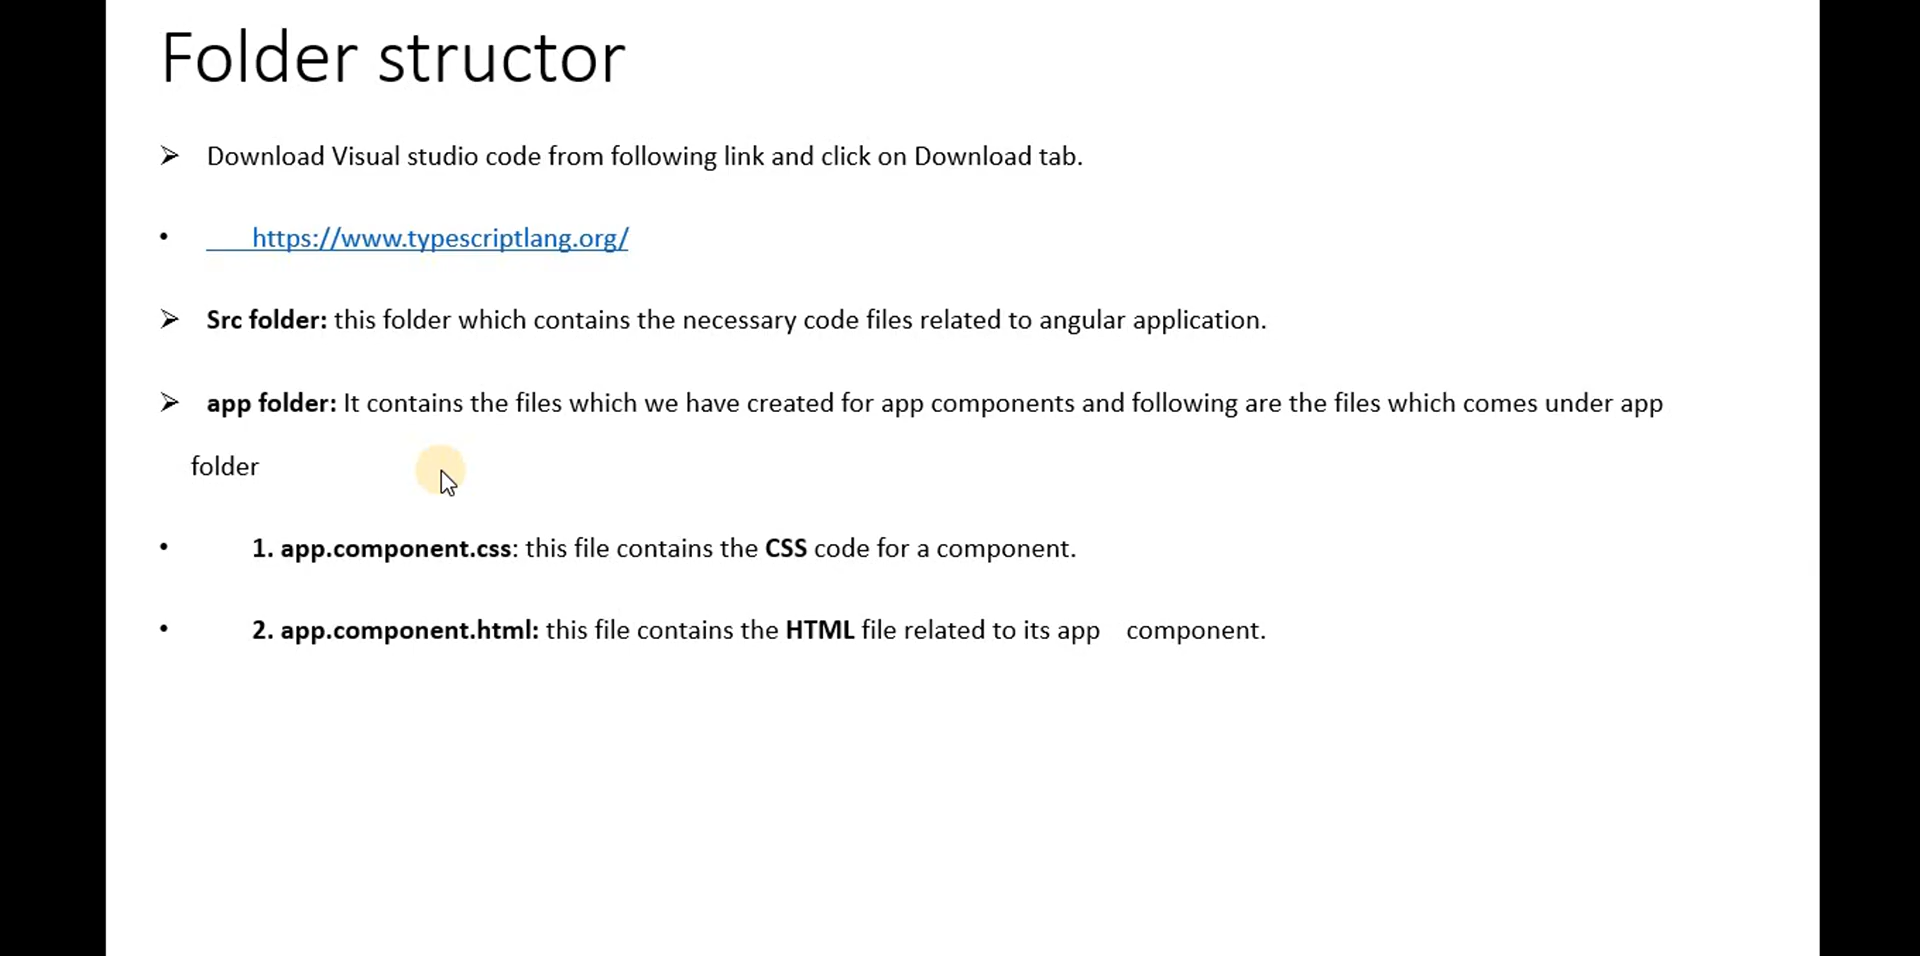 Folder structor
➢ Download Visual studio code from following link and click on Download tab.
• https://www.typescriptlang.org/
➢ Src folder: this folder which contains the necessary code files related to angular application.
➢ app folder: It contains the files which we have created for app components and following are the files which comes under app
folder
• 1. app.component.css: this file contains the CSS code for a component.
• 2. app.component.html: this file contains the HTML file related to its app component.